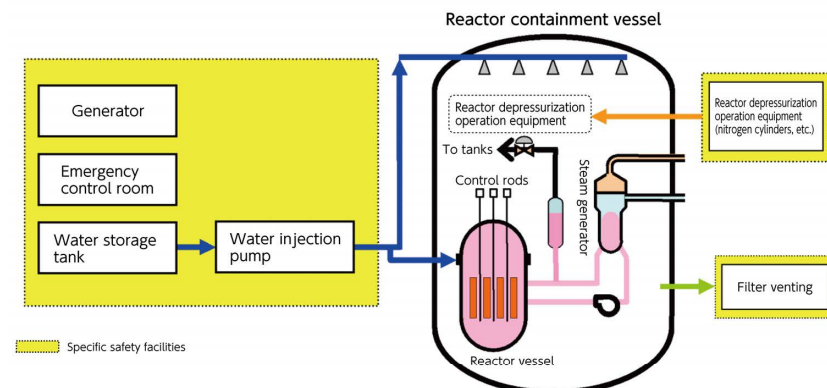 Reactor containment vessel
Generator
Emergency
control room
Water storage
tank
Water injection
pump
Reactor depressurization
operation equipment
To tanks
Control rods
Steam generator
Reactor vessel
Reactor depressurization
operation equipment
(nitrogen cylinders, etc.)
Filter venting
Specific safety facilities